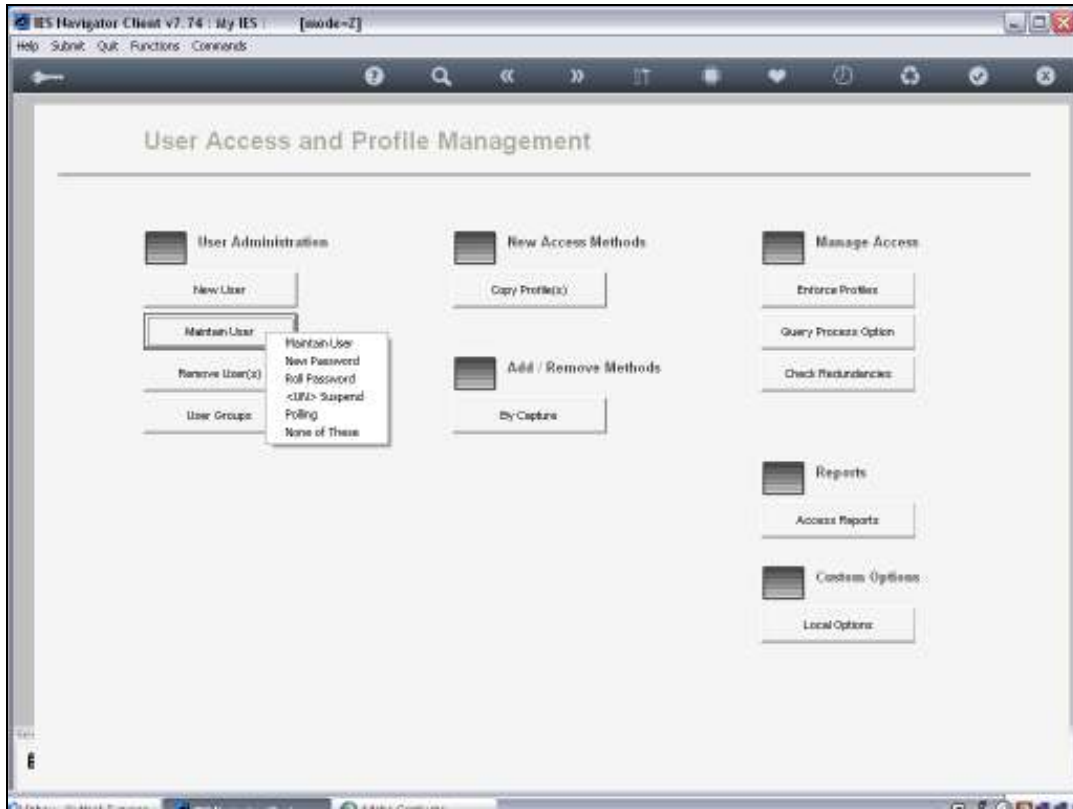 IES Navigator Client v7.74 : My IES : [mode=Z]
Help Submit Quit Functions Commands
User Access and Profile Management
User Administration
New User
Maintain User
Remove User(s)
User Groups
Maintain User
New Password
Roll Password
<UN> Suspend
Polling
None of These
New Access Methods
Copy Profile(s)
Add / Remove Methods
By Capture
Manage Access
Enforce Profiles
Query Process Option
Check Redundancies
Reports
Access Reports
Custom Options
Local Options